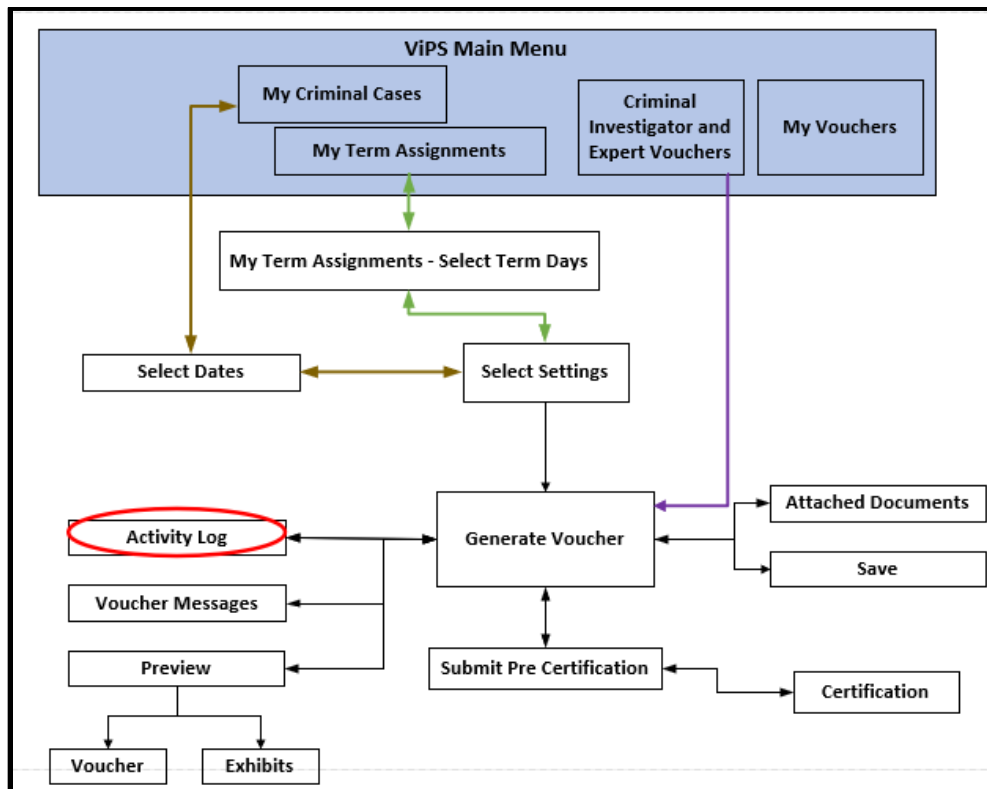 ViPS Main Menu
My Criminal Cases
My Term Assignments
Criminal
Investigator and
Expert Vouchers
My Vouchers
My Term Assignments - Select Term Days
Select Dates
Select Settings
Activity Log
Generate Voucher
Attached Documents
Save
Voucher Messages
Preview
Submit Pre Certification
Certification
Voucher
Exhibits